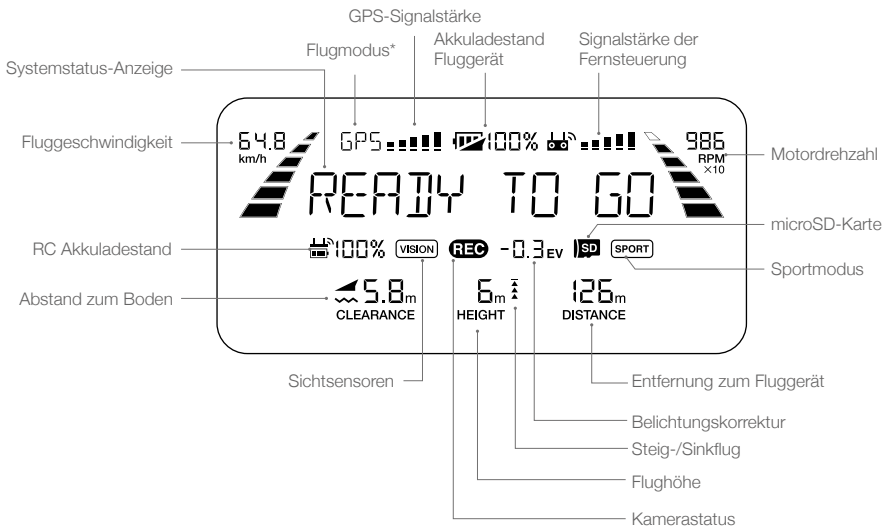 GPS-Signalstärke
Flugmodus*
Akkuladestand
Fluggerät
Signalstärke der
Fernsteuerung
Systemstatus-Anzeige
Fluggeschwindigkeit
64.8
km/h
GPS
100%
986
RPM
×10
Motordrehzahl
READY TO GO
microSD-Karte
RC Akkuladestand
100%
VISION
REC
-0.3 EV
SD
SPORT
Sportmodus
Abstand zum Boden
5.8m
CLEARANCE
6m
HEIGHT
126m
DISTANCE
Sichtsensoren
Entfernung zum Fluggerät
Belichtungskorrektur
Steig-/Sinkflug
Flughöhe
Kamerastatus